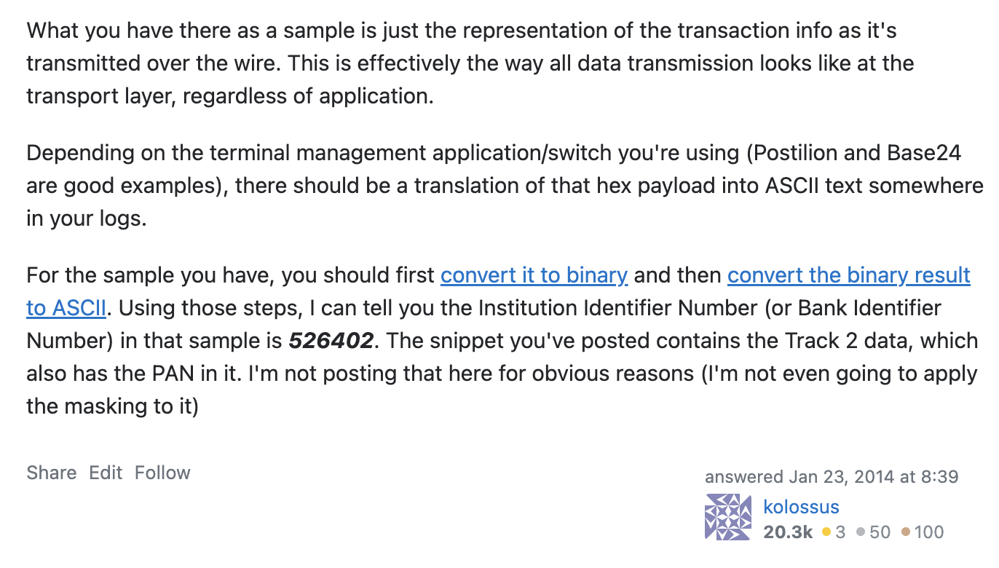 What you have there as a sample is just the representation of the transaction info as it's
transmitted over the wire. This is effectively the way all data transmission looks like at the
transport layer, regardless of application.
Depending on the terminal management application/switch you're using (Postilion and Base24
are good examples), there should be a translation of that hex payload into ASCII text somewhere
in your logs.
For the sample you have, you should first convert it to binary and then convert the binary result
to ASCII. Using those steps, I can tell you the Institution Identifier Number (or Bank Identifier
Number) in that sample is 526402. The snippet you've posted contains the Track 2 data, which
also has the PAN in it. I'm not posting that here for obvious reasons (I'm not even going to apply
the masking to it)
Share Edit Follow
answered Jan 23, 2014 at 8:39
kolossus
20.3k 3 50 100